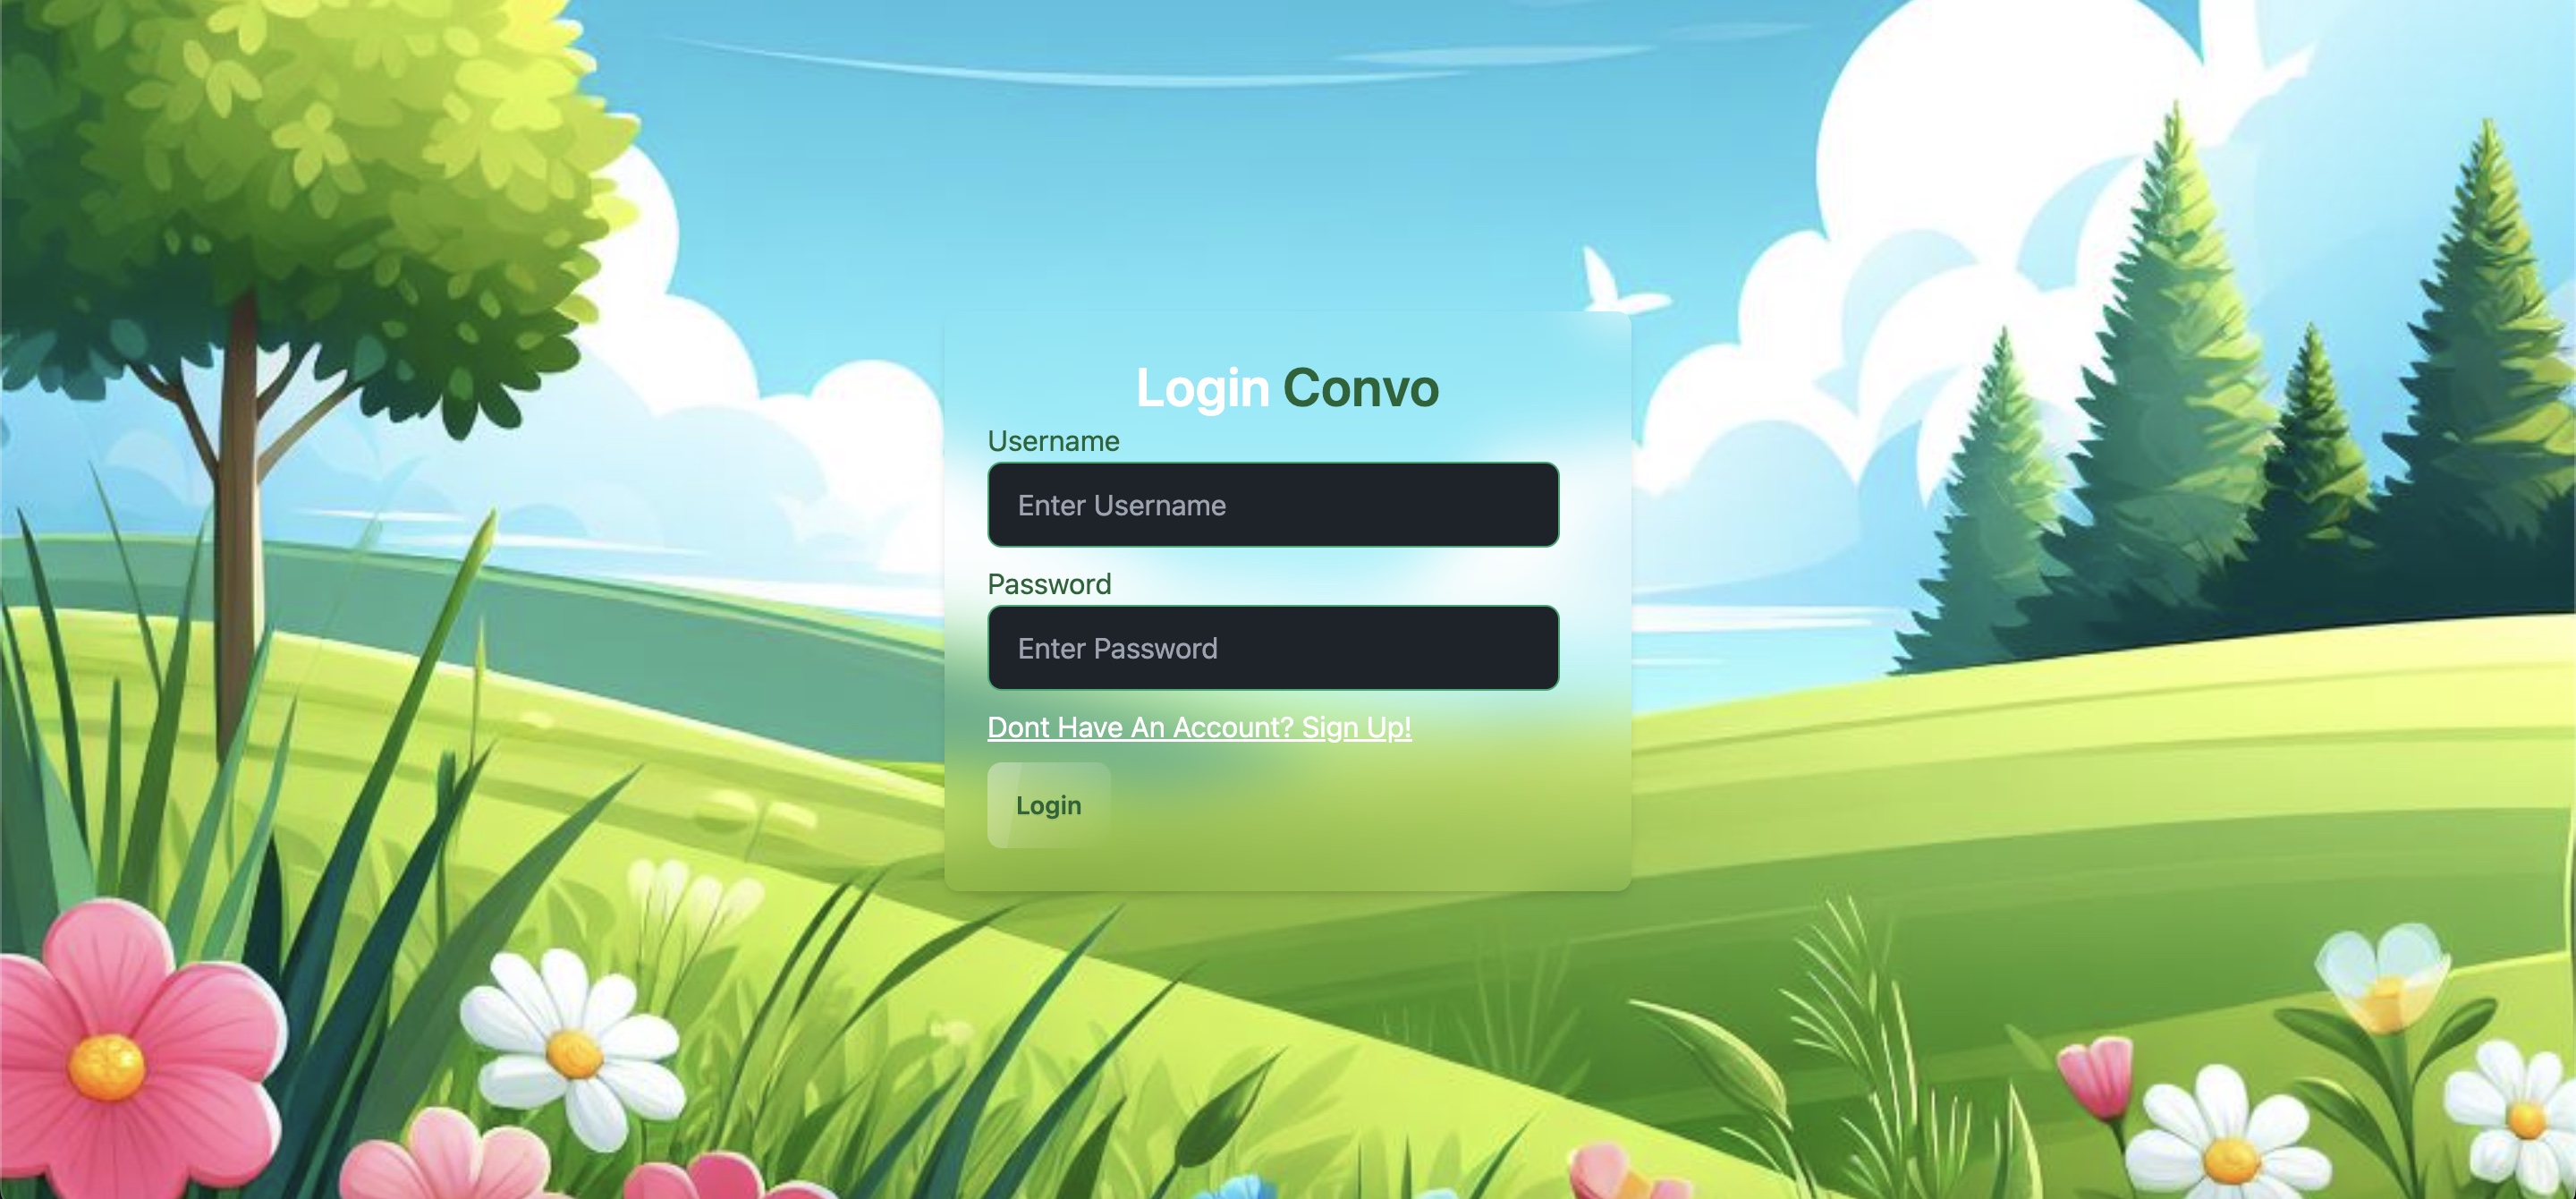 Login Convo
Username
Enter Username
Password
Enter Password
Dont Have An Account? Sign Up!
Login